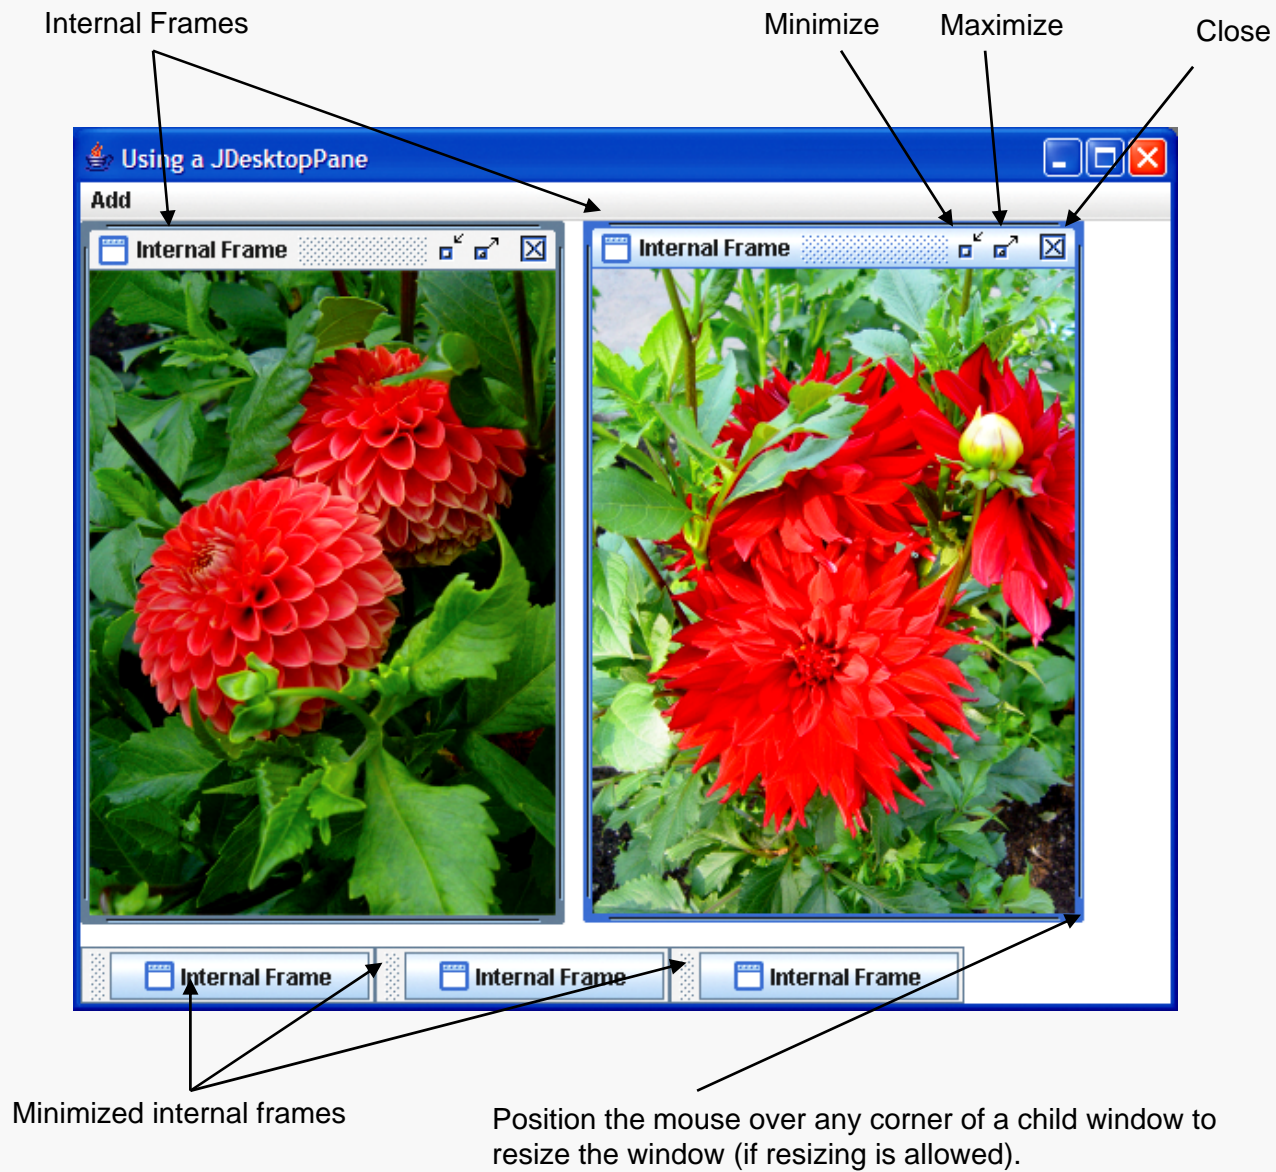 Internal Frames
Minimize
Maximize
Close
Using a JDesktopPane
Add
Internal Frame
Internal Frame
Internal Frame
Internal Frame
Internal Frame
Minimized internal frames
Position the mouse over any corner of a child window to
resize the window (if resizing is allowed).